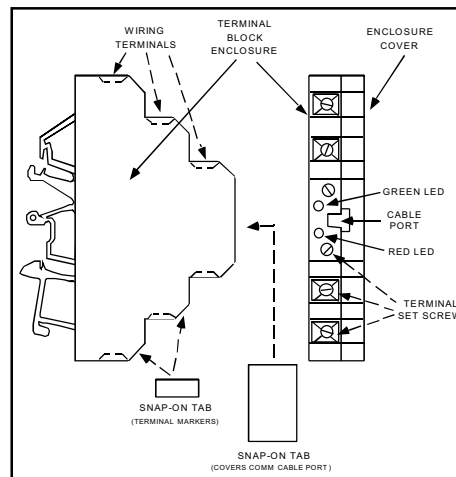 WIRING
TERMINALS
TERMINAL
BLOCK
ENCLOSURE
ENCLOSURE
COVER
GREEN LED
CABLE
PORT
RED LED
TERMINAL
SET SCREW
SNAP-ON TAB
(TERMINAL MARKERS)
SNAP-ON TAB
(COVERS COMM CABLE PORT)